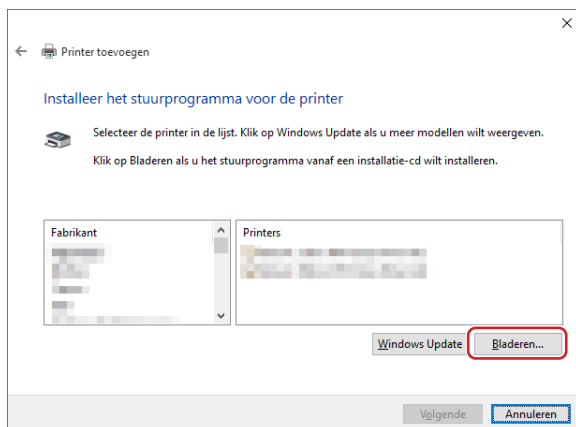 Printer toevoegen
Installeer het stuurprogramma voor de printer
Selecteer de printer in de lijst. Klik op Windows Update als u meer modellen wilt weergeven.
Klik op Bladeren als u het stuurprogramma vanaf een installatie-cd wilt installeren.
Fabrikant
Printers
Windows Update
Bladeren...
Volgende
Annuleren